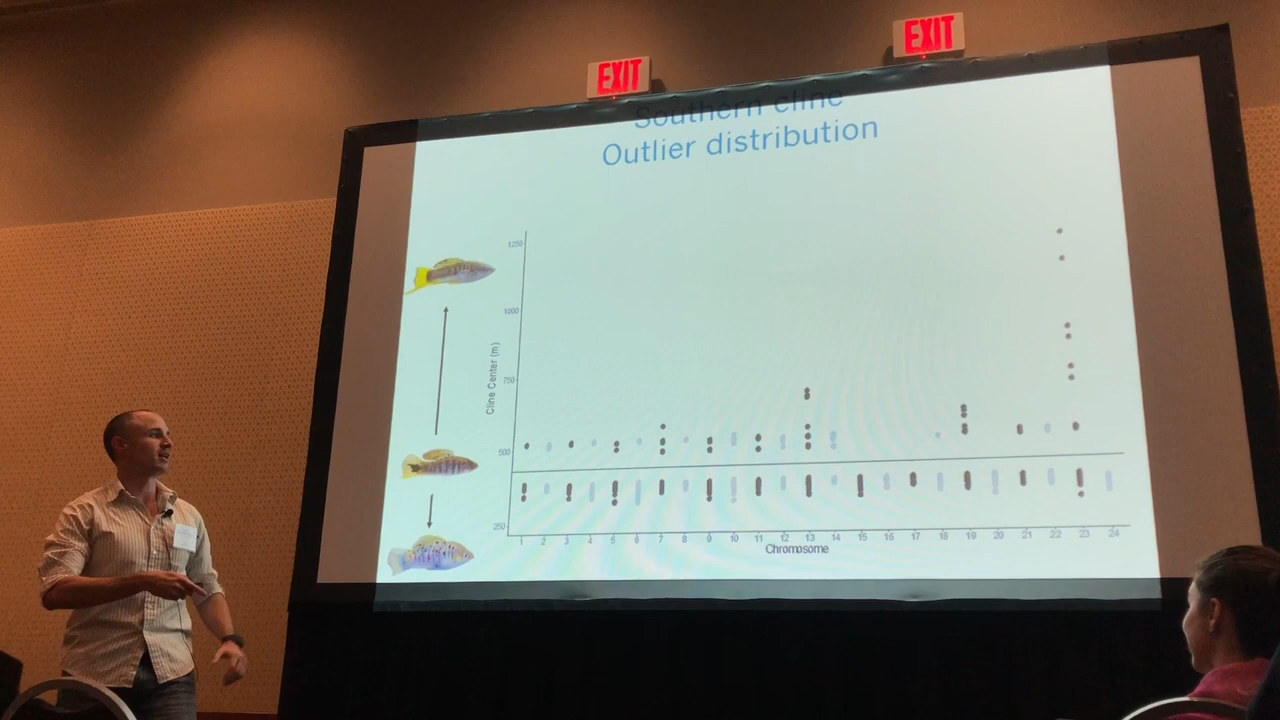 EXIT
EXIT
Southern cline
Outlier distribution
1250
1000
750
500
250
Cline Center (m)
1 2 3 4 5 6 7 8 9 10 11 12 13 14 15 16 17 18 19 20 21 22 23 24
Chromosome